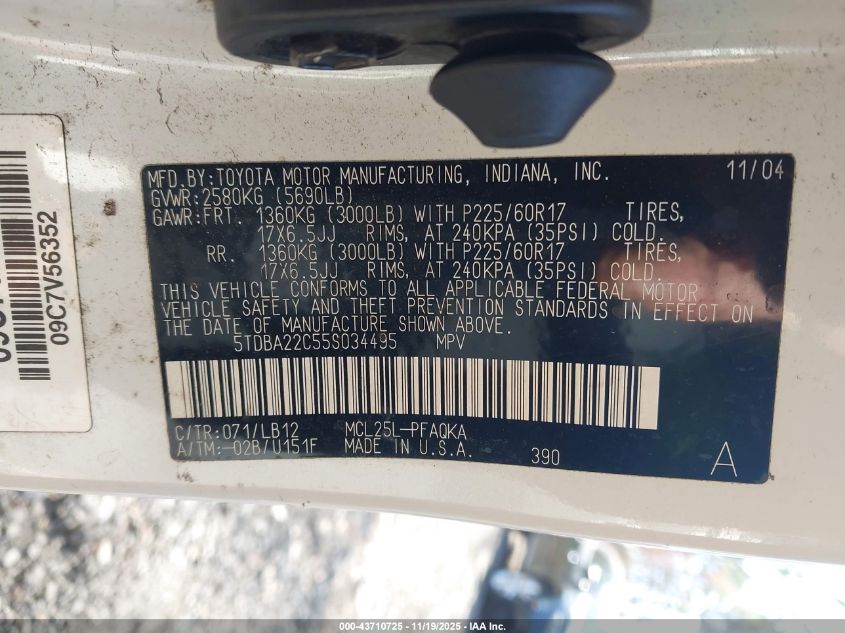 MFD.BY:TOYOTA MOTOR MANUFACTURING, INDIANA, INC. 11/04
GVWR:2580KG (5690LB)
GAWR:FRT. 1360KG (3000LB) WITH P225/60R17 TIRES,
17X6.5JJ RIMS, AT 240KPA (35PSI) COLD.
RR. 1360KG (3000LB) WITH P225/60R17 TIRES,
17X6.5JJ RIMS, AT 240KPA (35PSI) COLD.
THIS VEHICLE CONFORMS TO ALL APPLICABLE FEDERAL MOTOR
VEHICLE SAFETY AND THEFT PREVENTION STANDARDS IN EFFECT ON
THE DATE OF MANUFACTURE SHOWN ABOVE.
5TDBA22C55S034495 MPV
C/TR:071/LB12 MCL25L-PFAQKA
A/TM:-02B/U151F MADE IN U.S.A. 390 A
09C7V56352
000-43710725 - 11/19/2025 - IAA Inc.